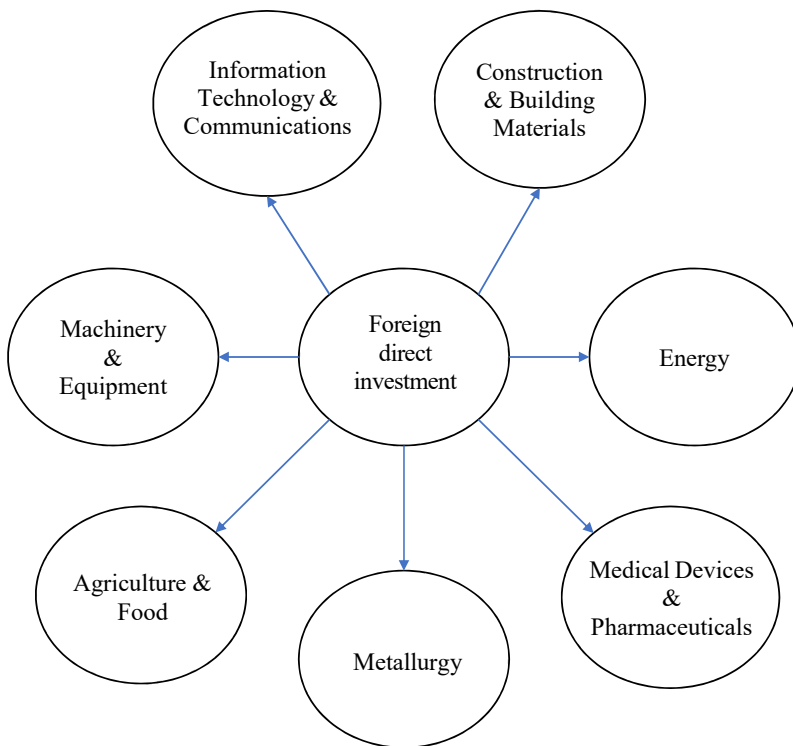 Information
Technology &
Communications
Construction
& Building
Materials
Machinery
&
Equipment
Foreign
direct
investment
Energy
Agriculture &
Food
Metallurgy
Medical Devices
&
Pharmaceuticals